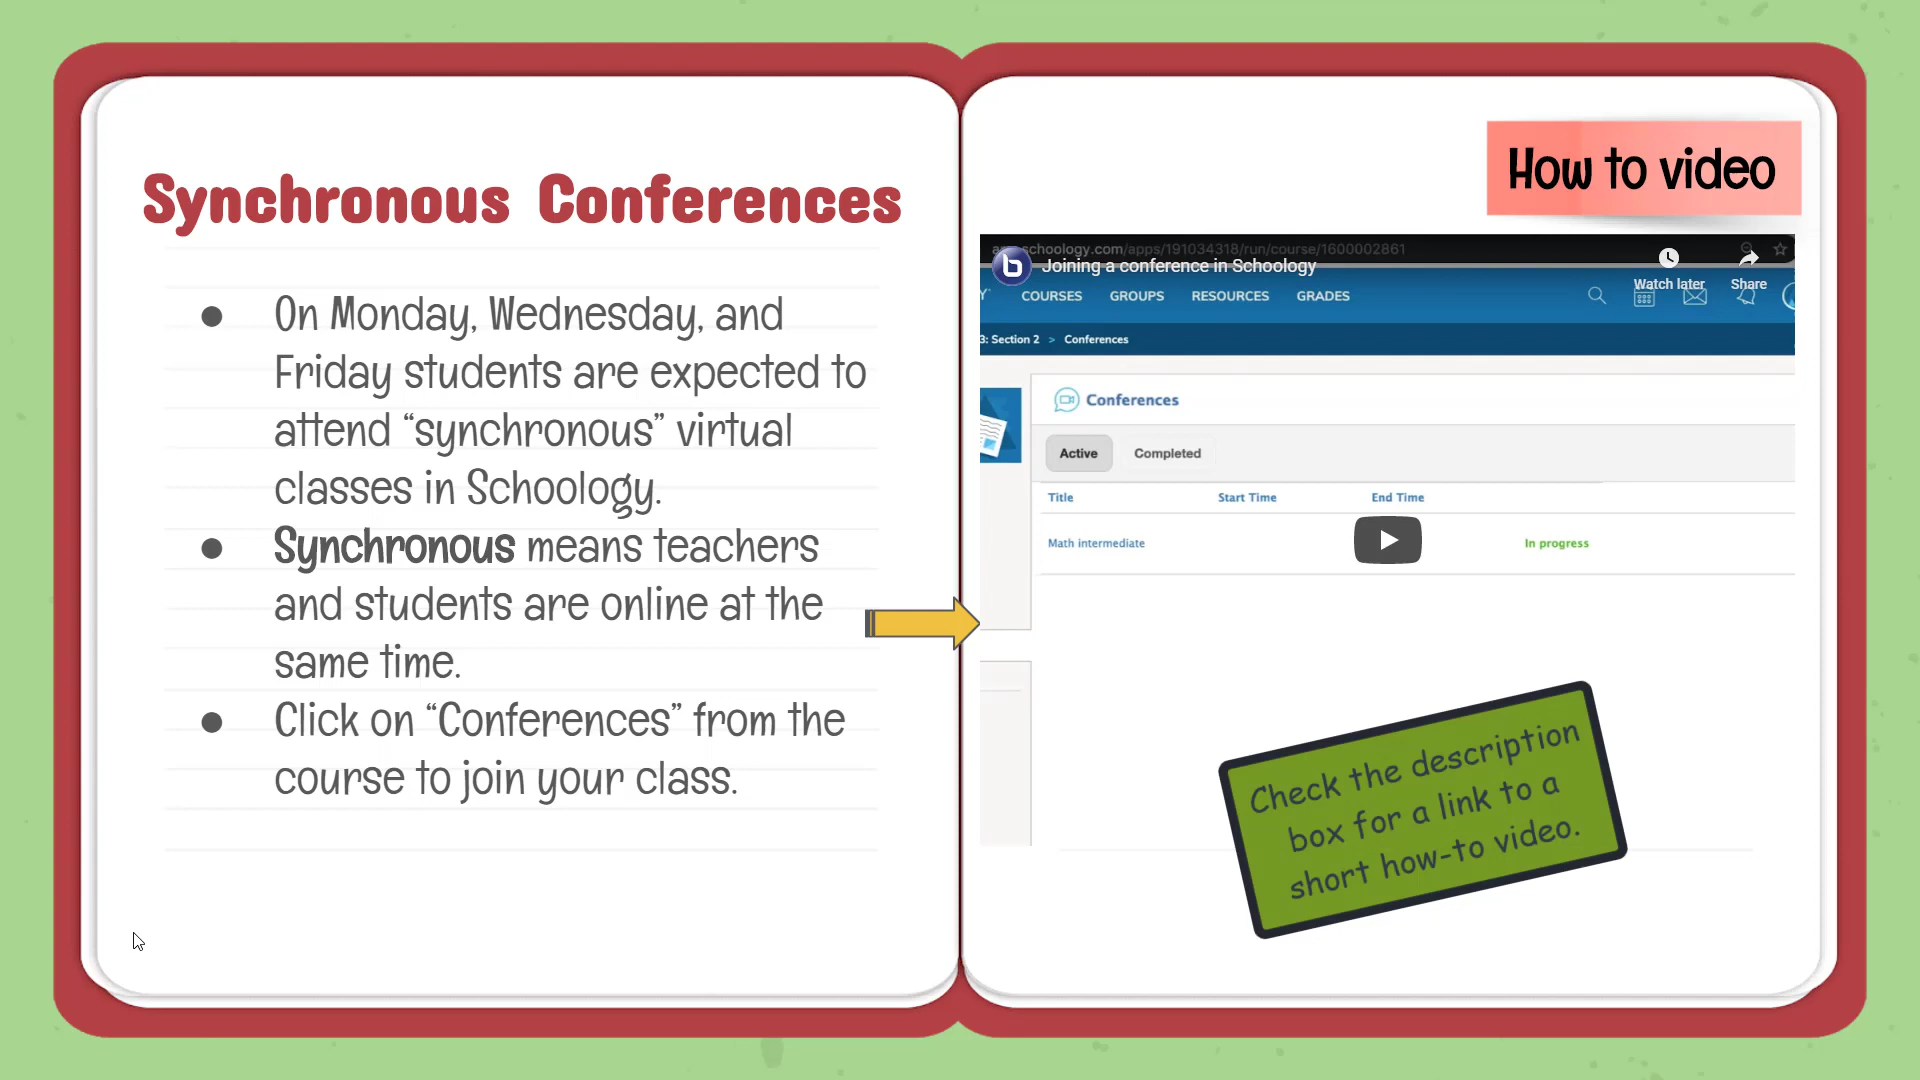 Synchronous Conferences
● On Monday, Wednesday, and
Friday students are expected to
attend “synchronous” virtual
classes in Schoology.
● Synchronous means teachers
and students are online at the
same time.
● Click on “Conferences” from the
course to join your class.
How to video
schoology.com/apps/191034318/run/course/1600002861
Joining a conference in Schoology
Watch later Share
COURSES GROUPS RESOURCES GRADES
3: Section 2 > Conferences
Conferences
Active Completed
Title Start Time End Time
Math intermediate In progress
Check the description
box for a link to a
short how-to video.